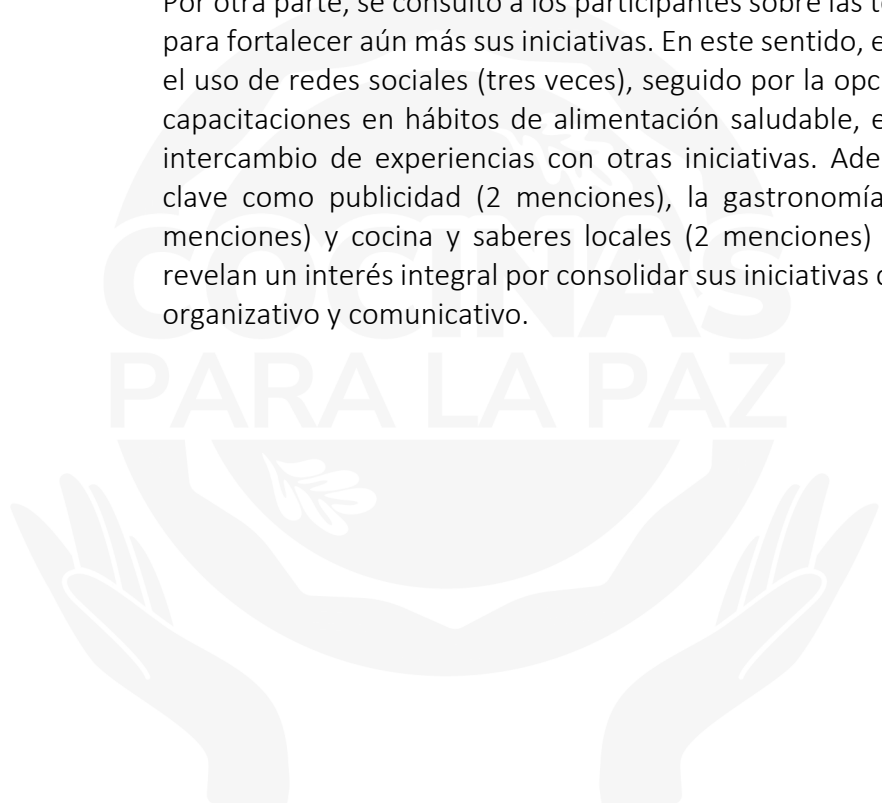 Por otra parte, se consultó a los participantes sobre las
para fortalecer aún más sus iniciativas. En este sentido,
el uso de redes sociales (tres veces), seguido por la
capacitaciones en hábitos de alimentación saludable,
intercambio de experiencias con otras iniciativas.
clave como publicidad (2 menciones), la gastronomía
menciones) y cocina y saberes locales (2 menciones)
revelan un interés integral por consolidar sus iniciativas
organizativo y comunicativo.
COCINAS
PARA LA PAZ